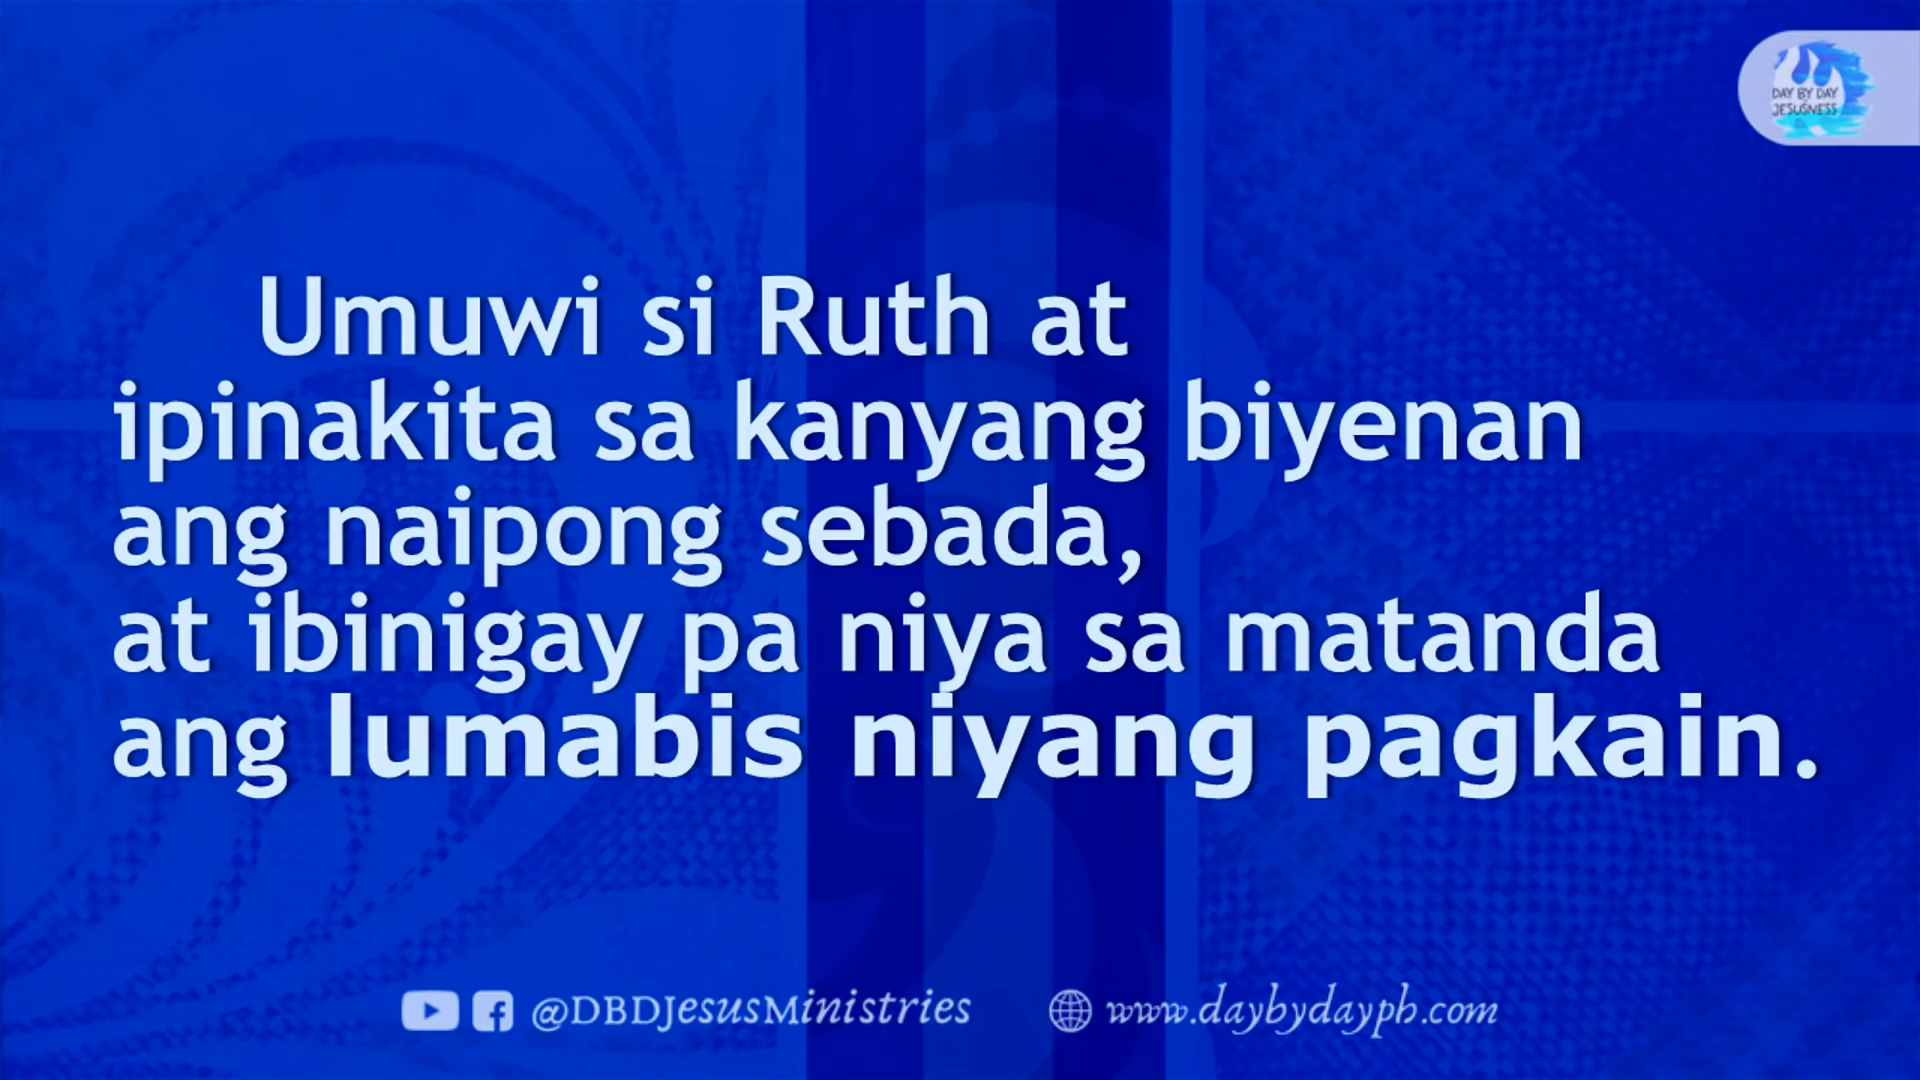 DAY BY DAY
JESUSNESS
Umuwi si Ruth at
ipinakita sa kanyang biyenan
ang naipong sebada,
at ibinigay pa niya sa matanda
ang lumabis niyang pagkain.
@DBDJesusMinistries
www.daybydayph.com